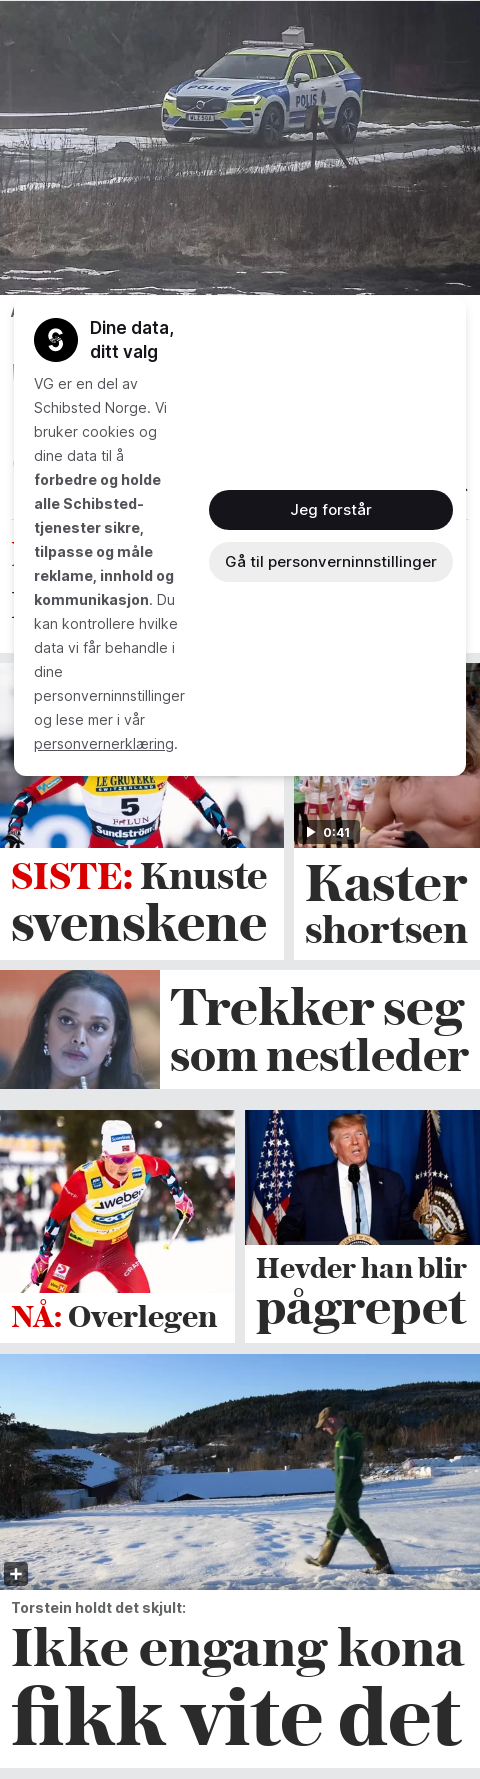 POLIS
POLIS
Dine data,
ditt valg
VG er en del av
Schibsted Norge. Vi
bruker cookies og
dine data til å
forbedre og holde
alle Schibsted-
tjenester sikre,
tilpasse og måle
reklame, innhold og
kommunikasjon. Du
kan kontrollere hvilke
data vi får behandle i
dine
personverninnstillinger
og lese mer i vår
personvernerklæring.
Jeg forstår
Gå til personverninnstillinger
LE GRUYÈRE
SWITZERLAND
5
FALUN
Sundström
0:41
SISTE: Knuste
svenskene
Kaster
shortsen
Trekker seg
som nestleder
weber
NÅ: Overlegen
Hevder han blir
pågrepet
Torstein holdt det skjult:
Ikke engang kona
fikk vite det